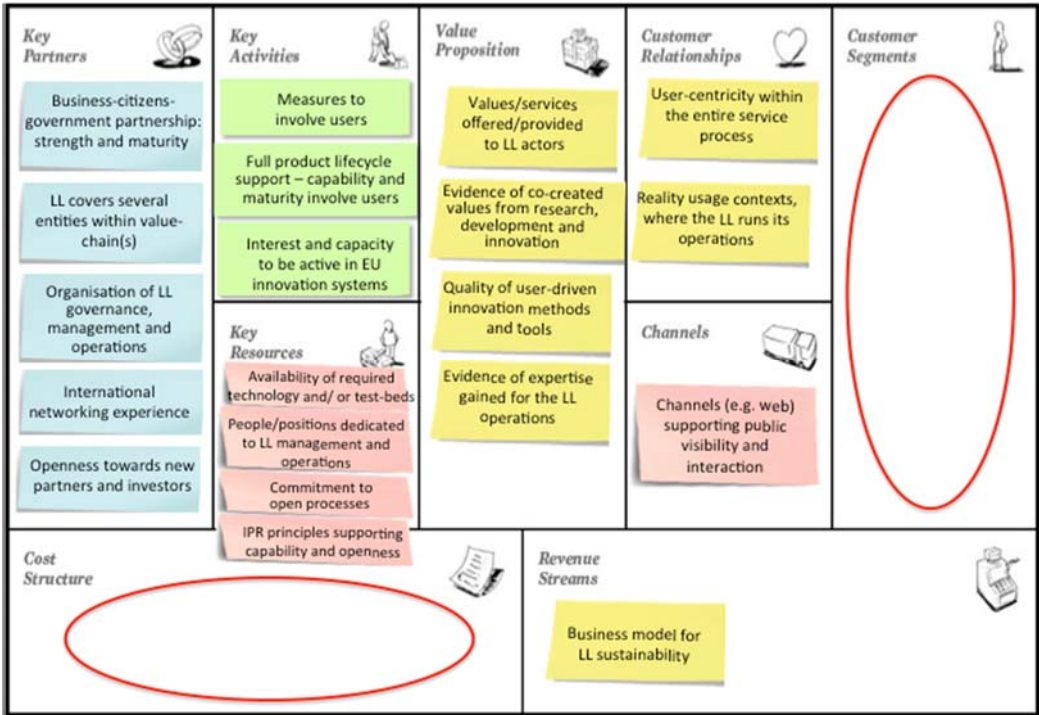 Key
Partners
Business-citizens-
government partnership:
strength and maturity
LL covers several
entities within value-
chain(s)
Organisation of LL
governance,
management and
operations
International
networking experience
Openness towards new
partners and investors
Key
Activities
Measures to
involve users
Full product lifecycle
support – capability and
maturity involve users
Interest and capacity
to be active in EU
innovation systems
Key
Resources
Availability of required
technology and/ or test-beds
People/positions dedicated
to LL management and
operations
Commitment to
open processes
IPR principles supporting
capability and openness
Value
Proposition
Values/services
offered/provided
to LL actors
Evidence of co-created
values from research,
development and
innovation
Quality of user-driven
innovation methods
and tools
Evidence of expertise
gained for the LL
operations
Customer
Relationships
User-centricity within
the entire service
process
Reality usage contexts,
where the LL runs its
operations
Channels
Channels (e.g. web)
supporting public
visibility and
interaction
Customer
Segments
Cost
Structure
Revenue
Streams
Business model for
LL sustainability